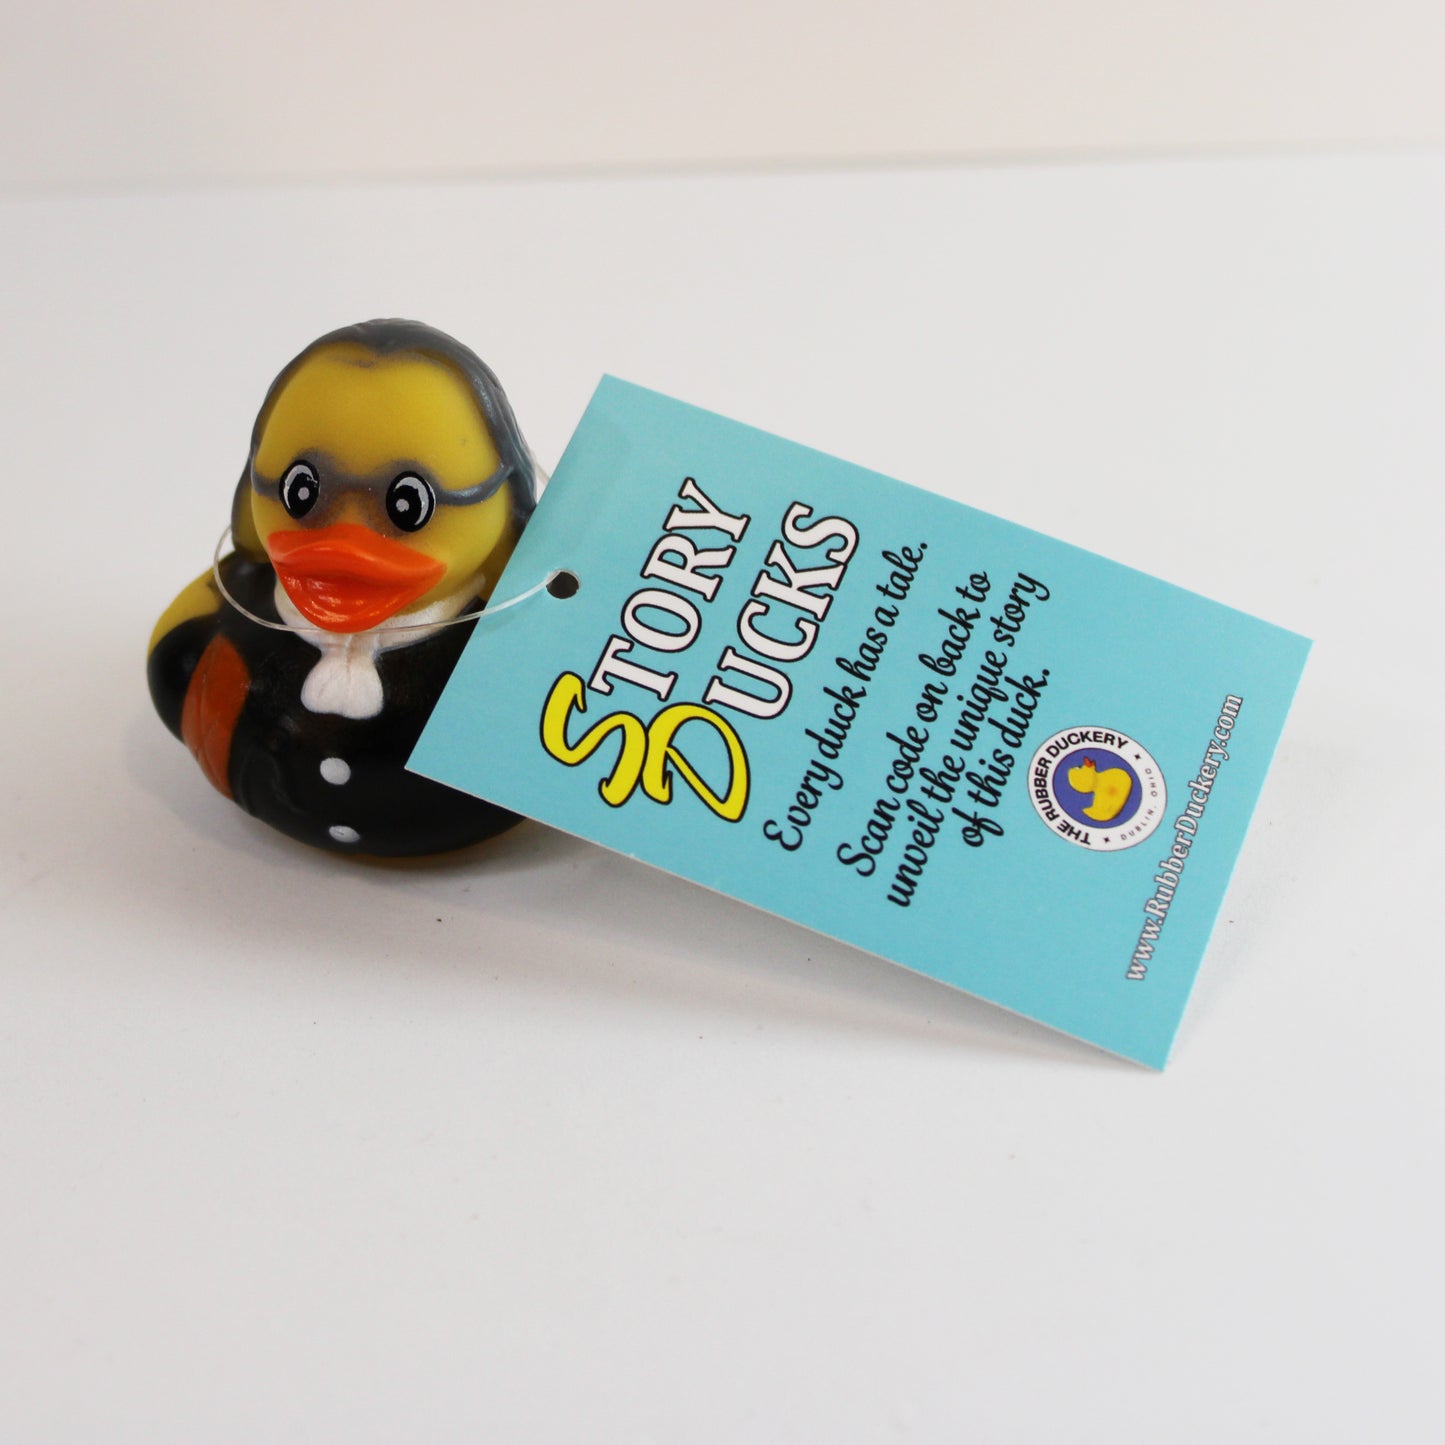 STORY
DUCKS
Every duck has a tale.
Scan code on back to
unveil the unique story
of this duck.
THE RUBBER DUCKERY
DUBLIN, OHIO
www.RubberDuckery.com